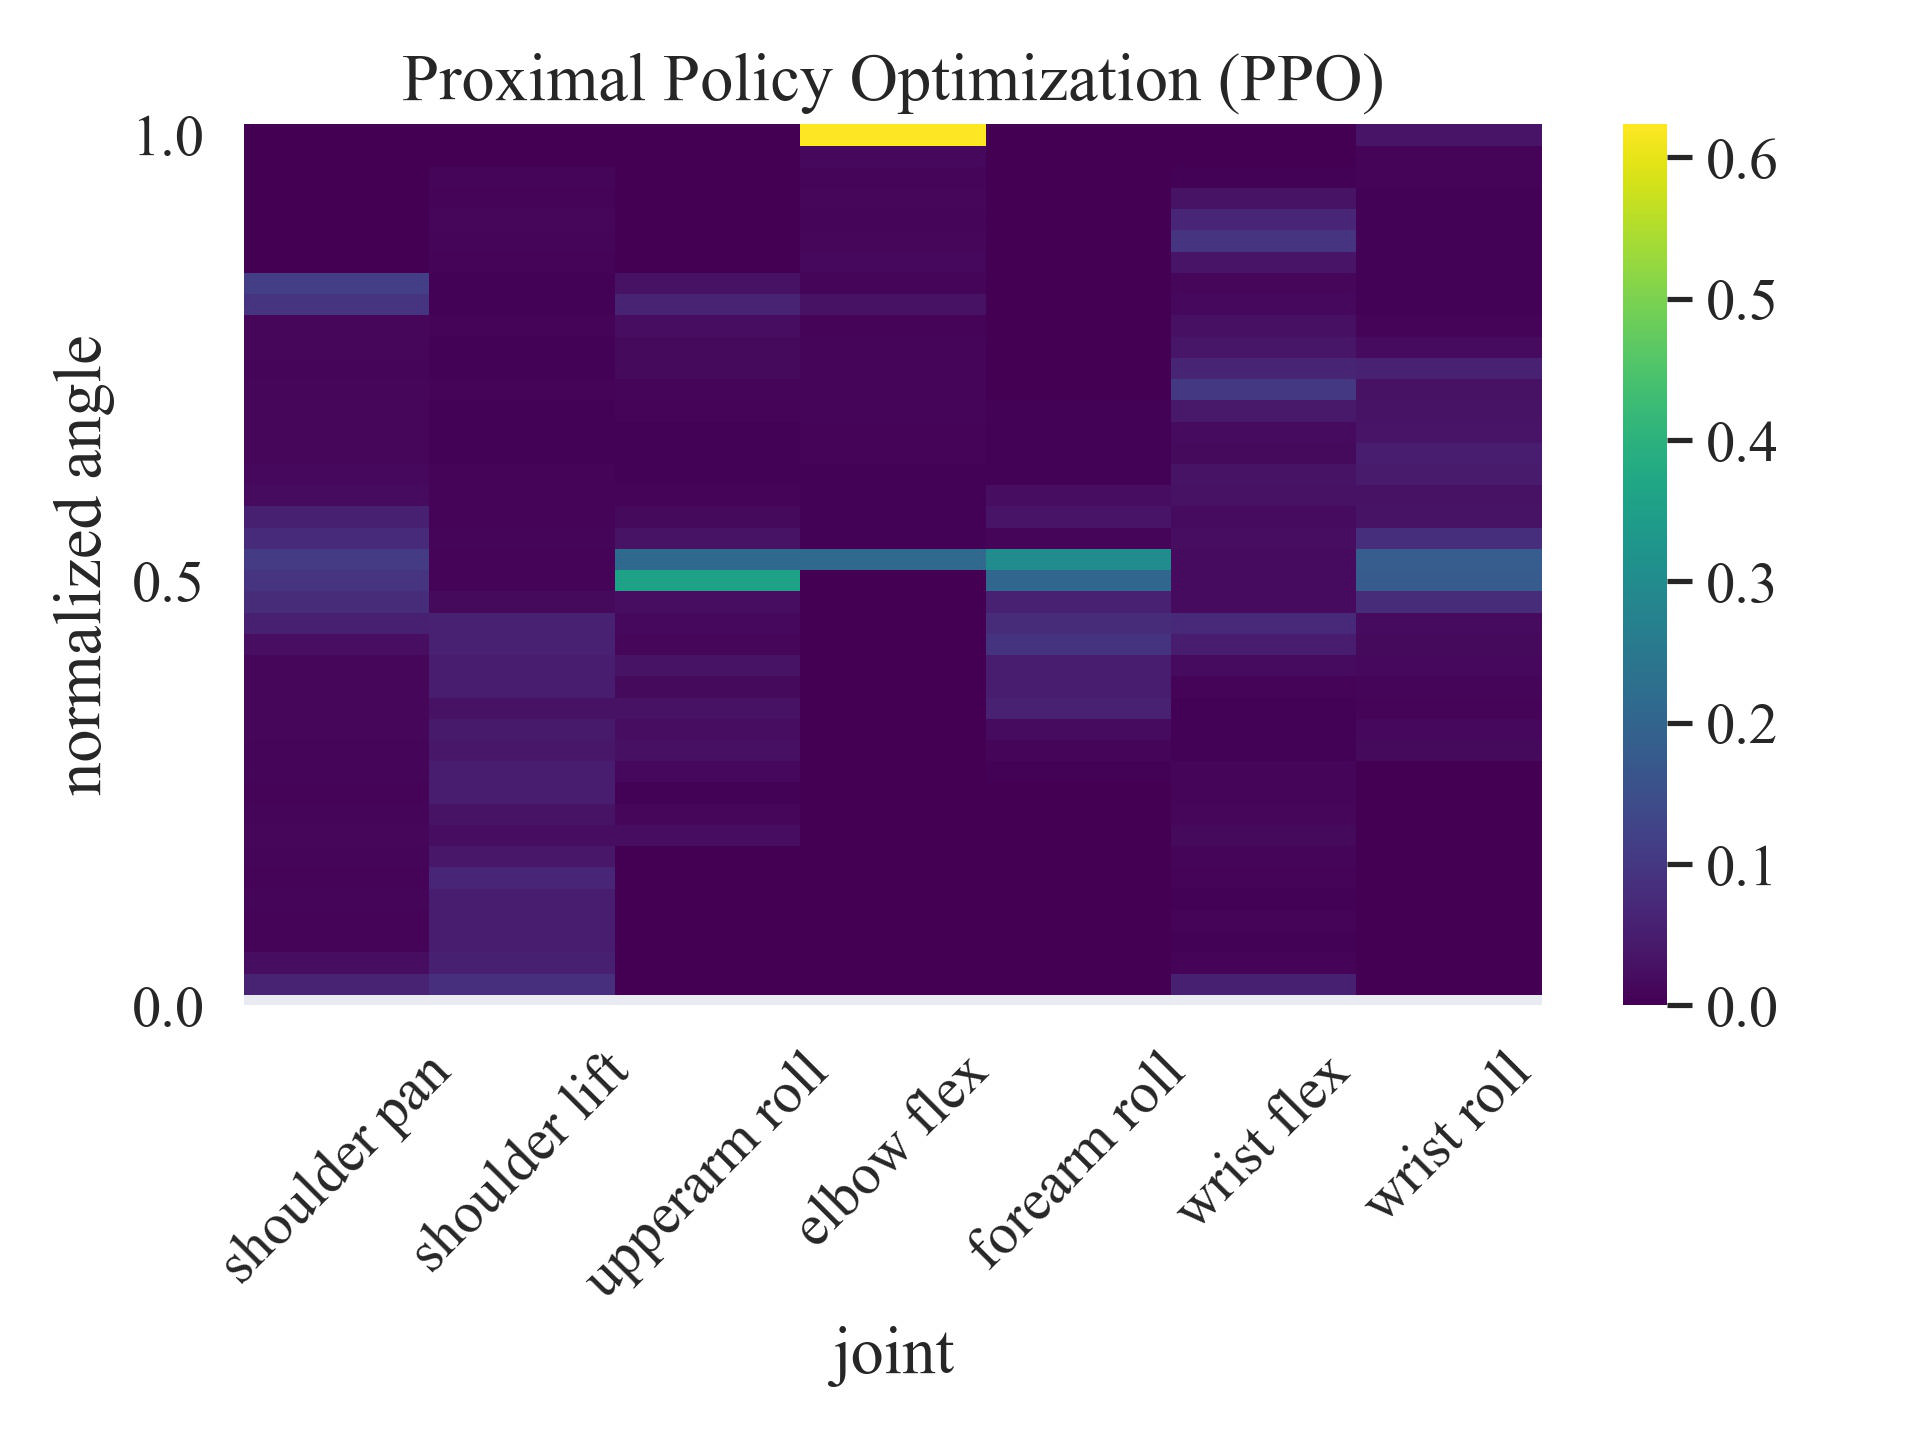 Proximal Policy Optimization (PPO)
normalized angle
1.0
0.5
0.0
0.6
0.5
0.4
0.3
0.2
0.1
0.0
shoulder pan
shoulder lift
upperarm roll
elbow flex
forearm roll
wrist flex
wrist roll
joint